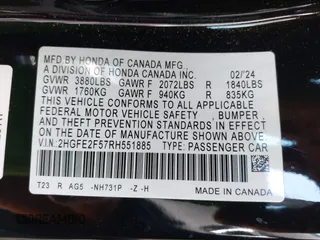 MFD.BY HONDA OF CANADA MFG.,
A DIVISION OF HONDA CANADA INC. 02/'24
GVWR 3880LBS GAWR F 2072LBS R 1840LBS
GVWR 1760KG GAWR F 940KG R 835KG
THIS VEHICLE CONFORMS TO ALL APPLICABLE
FEDERAL MOTOR VEHICLE SAFETY, BUMPER, AND
THEFT PREVENTION STANDARDS IN EFFECT ON
THE DATE OF MANUFACTURE SHOWN ABOVE.
V.I.N:2HGFE2F57RH551885 TYPE:PASSENGER CAR
T23 R AG5 -NH731P -Z -H
MADE IN CANADA